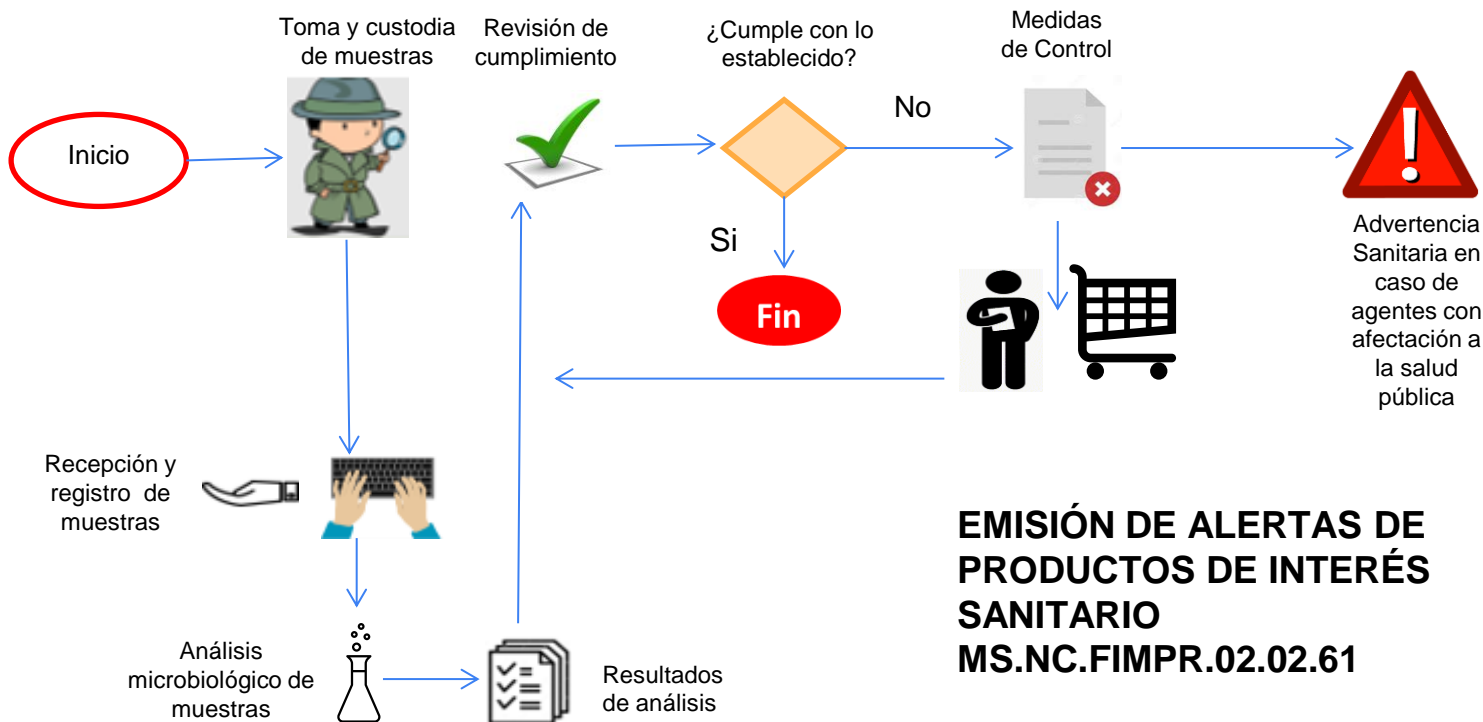 Inicio
Toma y custodia
de muestras
Revisión de
cumplimiento
¿Cumple con lo
establecido?
No
Si
Fin
Medidas
de Control
Advertencia
Sanitaria en
caso de
agentes con
afectación a
la salud
pública
Recepción y
registro de
muestras
Análisis
microbiológico de
muestras
Resultados
de análisis
EMISIÓN DE ALERTAS DE
PRODUCTOS DE INTERÉS
SANITARIO
MS.NC.FIMPR.02.02.61